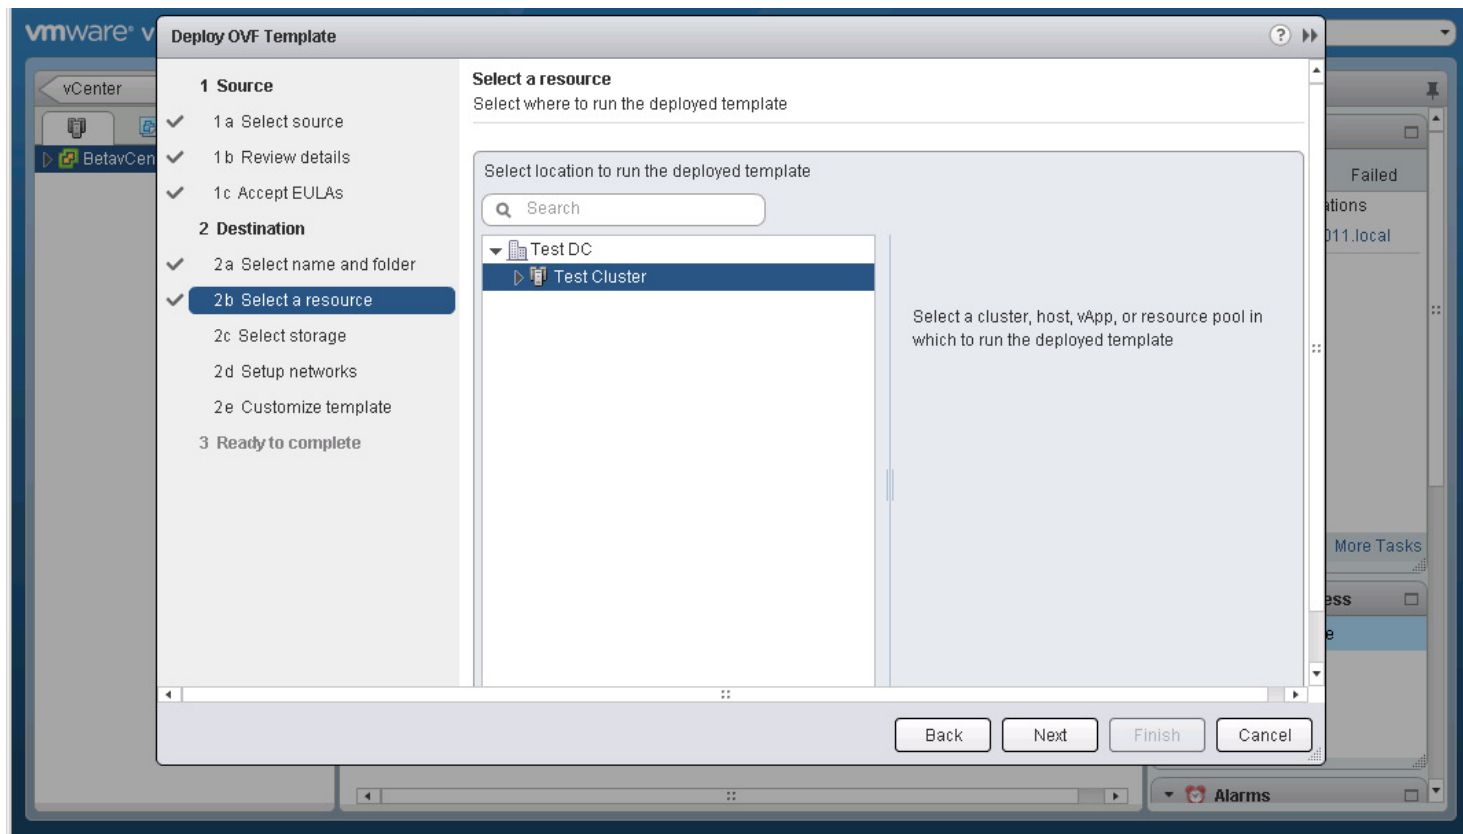 vmware® v
Deploy OVF Template
?
vCenter
BetavCen
1 Source
1a Select source
1b Review details
1c Accept EULAs
2 Destination
2a Select name and folder
2b Select a resource
2c Select storage
2d Setup networks
2e Customize template
3 Ready to complete
Select a resource
Select where to run the deployed template
Select location to run the deployed template
Search
Test DC
Test Cluster
Select a cluster, host, vApp, or resource pool in
which to run the deployed template
Failed
ations
011.local
More Tasks
ess
e
Back
Next
Finish
Cancel
Alarms